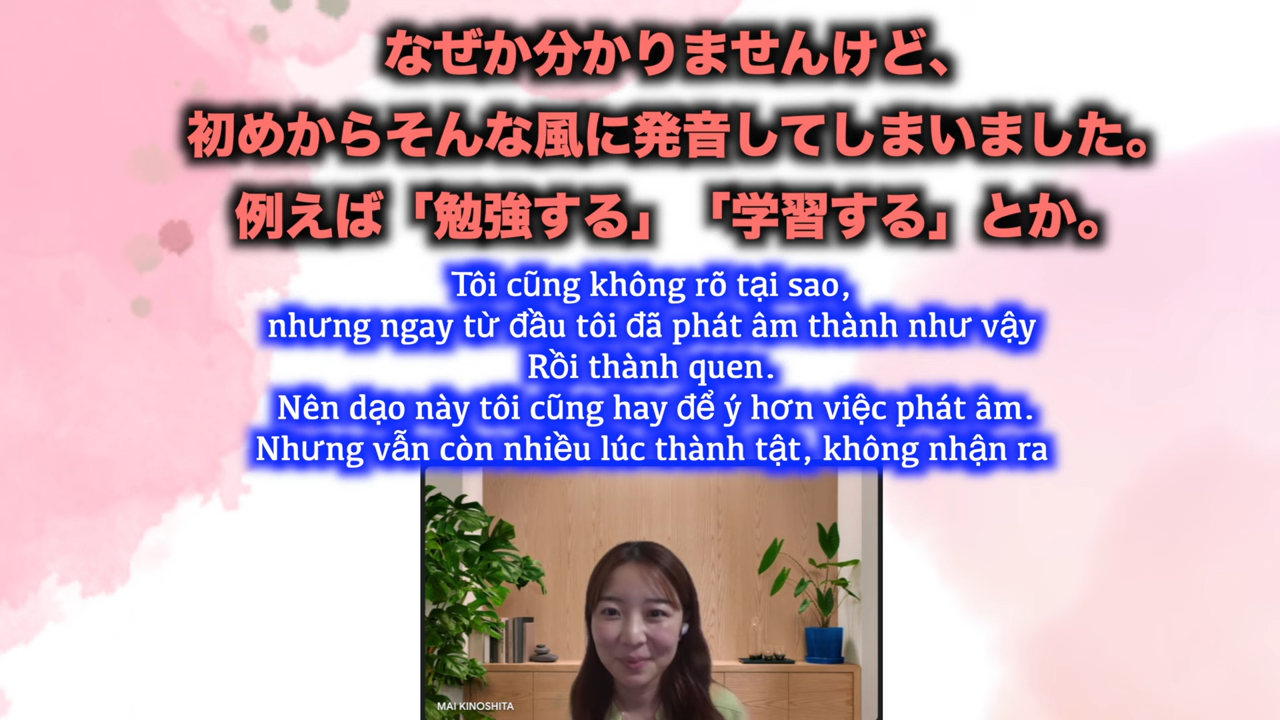 なぜか分かりませんけど、
初めからそんな風に発音してしまいました。
例えば「勉強する」「学習する」とか。
Tôi cũng không rõ tại sao,
nhưng ngay từ đầu tôi đã phát âm thành như vậy
Rồi thành quen.
Nên dạo này tôi cũng hay để ý hơn việc phát âm.
Nhưng vẫn còn nhiều lúc thành tật, không nhận ra
MAI KINOSHITA